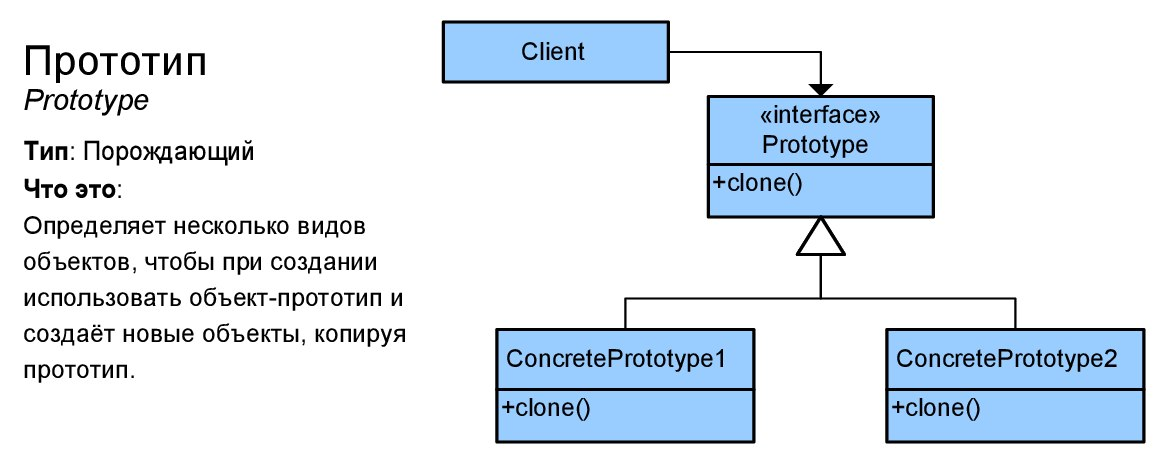 Прототип
Prototype
Тип: Порождающий
Что это:
Определяет несколько видов
объектов, чтобы при создании
использовать объект-прототип и
создаёт новые объекты, копируя
прототип.
Client
«interface»
Prototype
+clone()
ConcretePrototype1
+clone()
ConcretePrototype2
+clone()